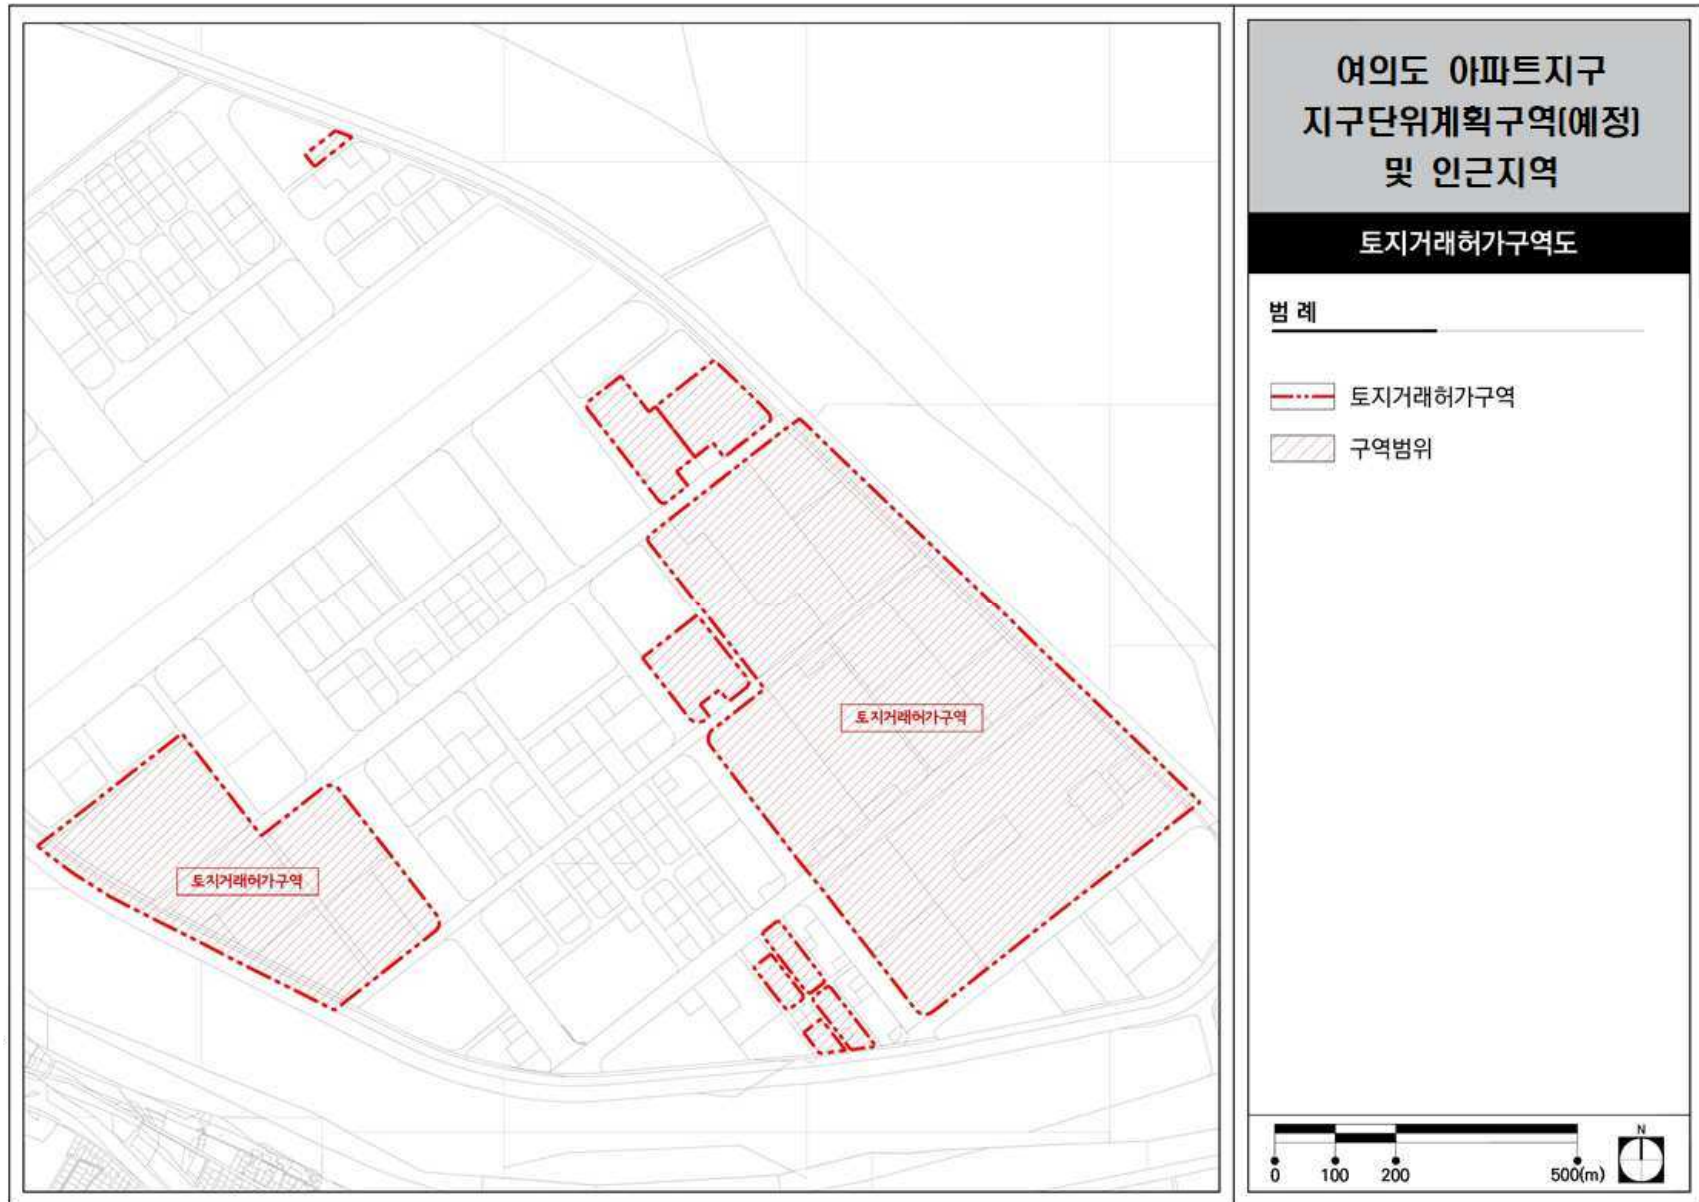 여의도 아파트지구
지구단위계획구역(예정)
및 인근지역
토지거래허가구역도
범 례
토지거래허가구역
구역범위
토지거래허가구역
토지거래허가구역
N
0 100 200 500(m)